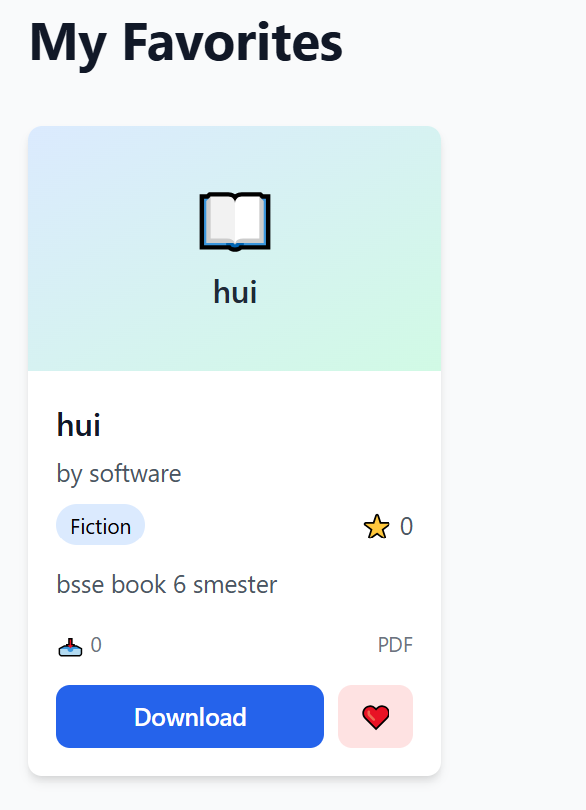 My Favorites
hui
hui
by software
Fiction
0
bsse book 6 smester
0
PDF
Download